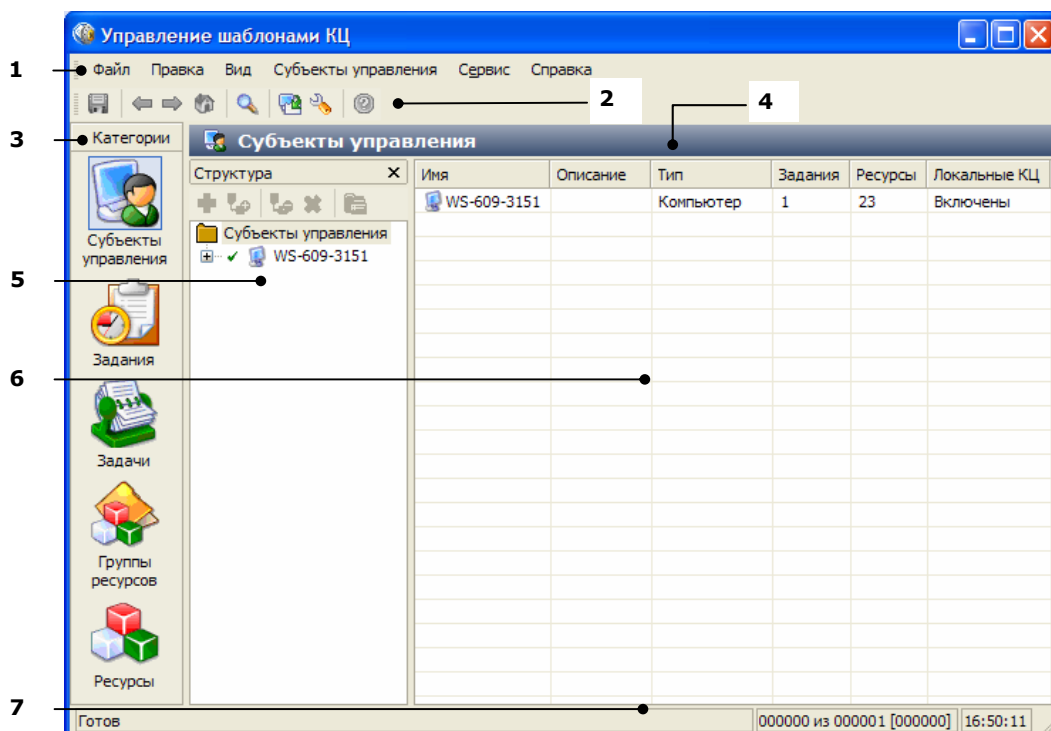 Управление шаблонами КЦ
1
Файл Правка Вид Субъекты управления Сервис Справка
2
4
3
Категории
Субъекты управления
Структура
Имя Описание Тип Задания Ресурсы Локальные КЦ
WS-609-3151 Компьютер 1 23 Включены
Субъекты управления
WS-609-3151
Субъекты
управления
5
Задания
6
Задачи
Группы
ресурсов
Ресурсы
7
Готов
000000 из 000001 [000000] 16:50:11